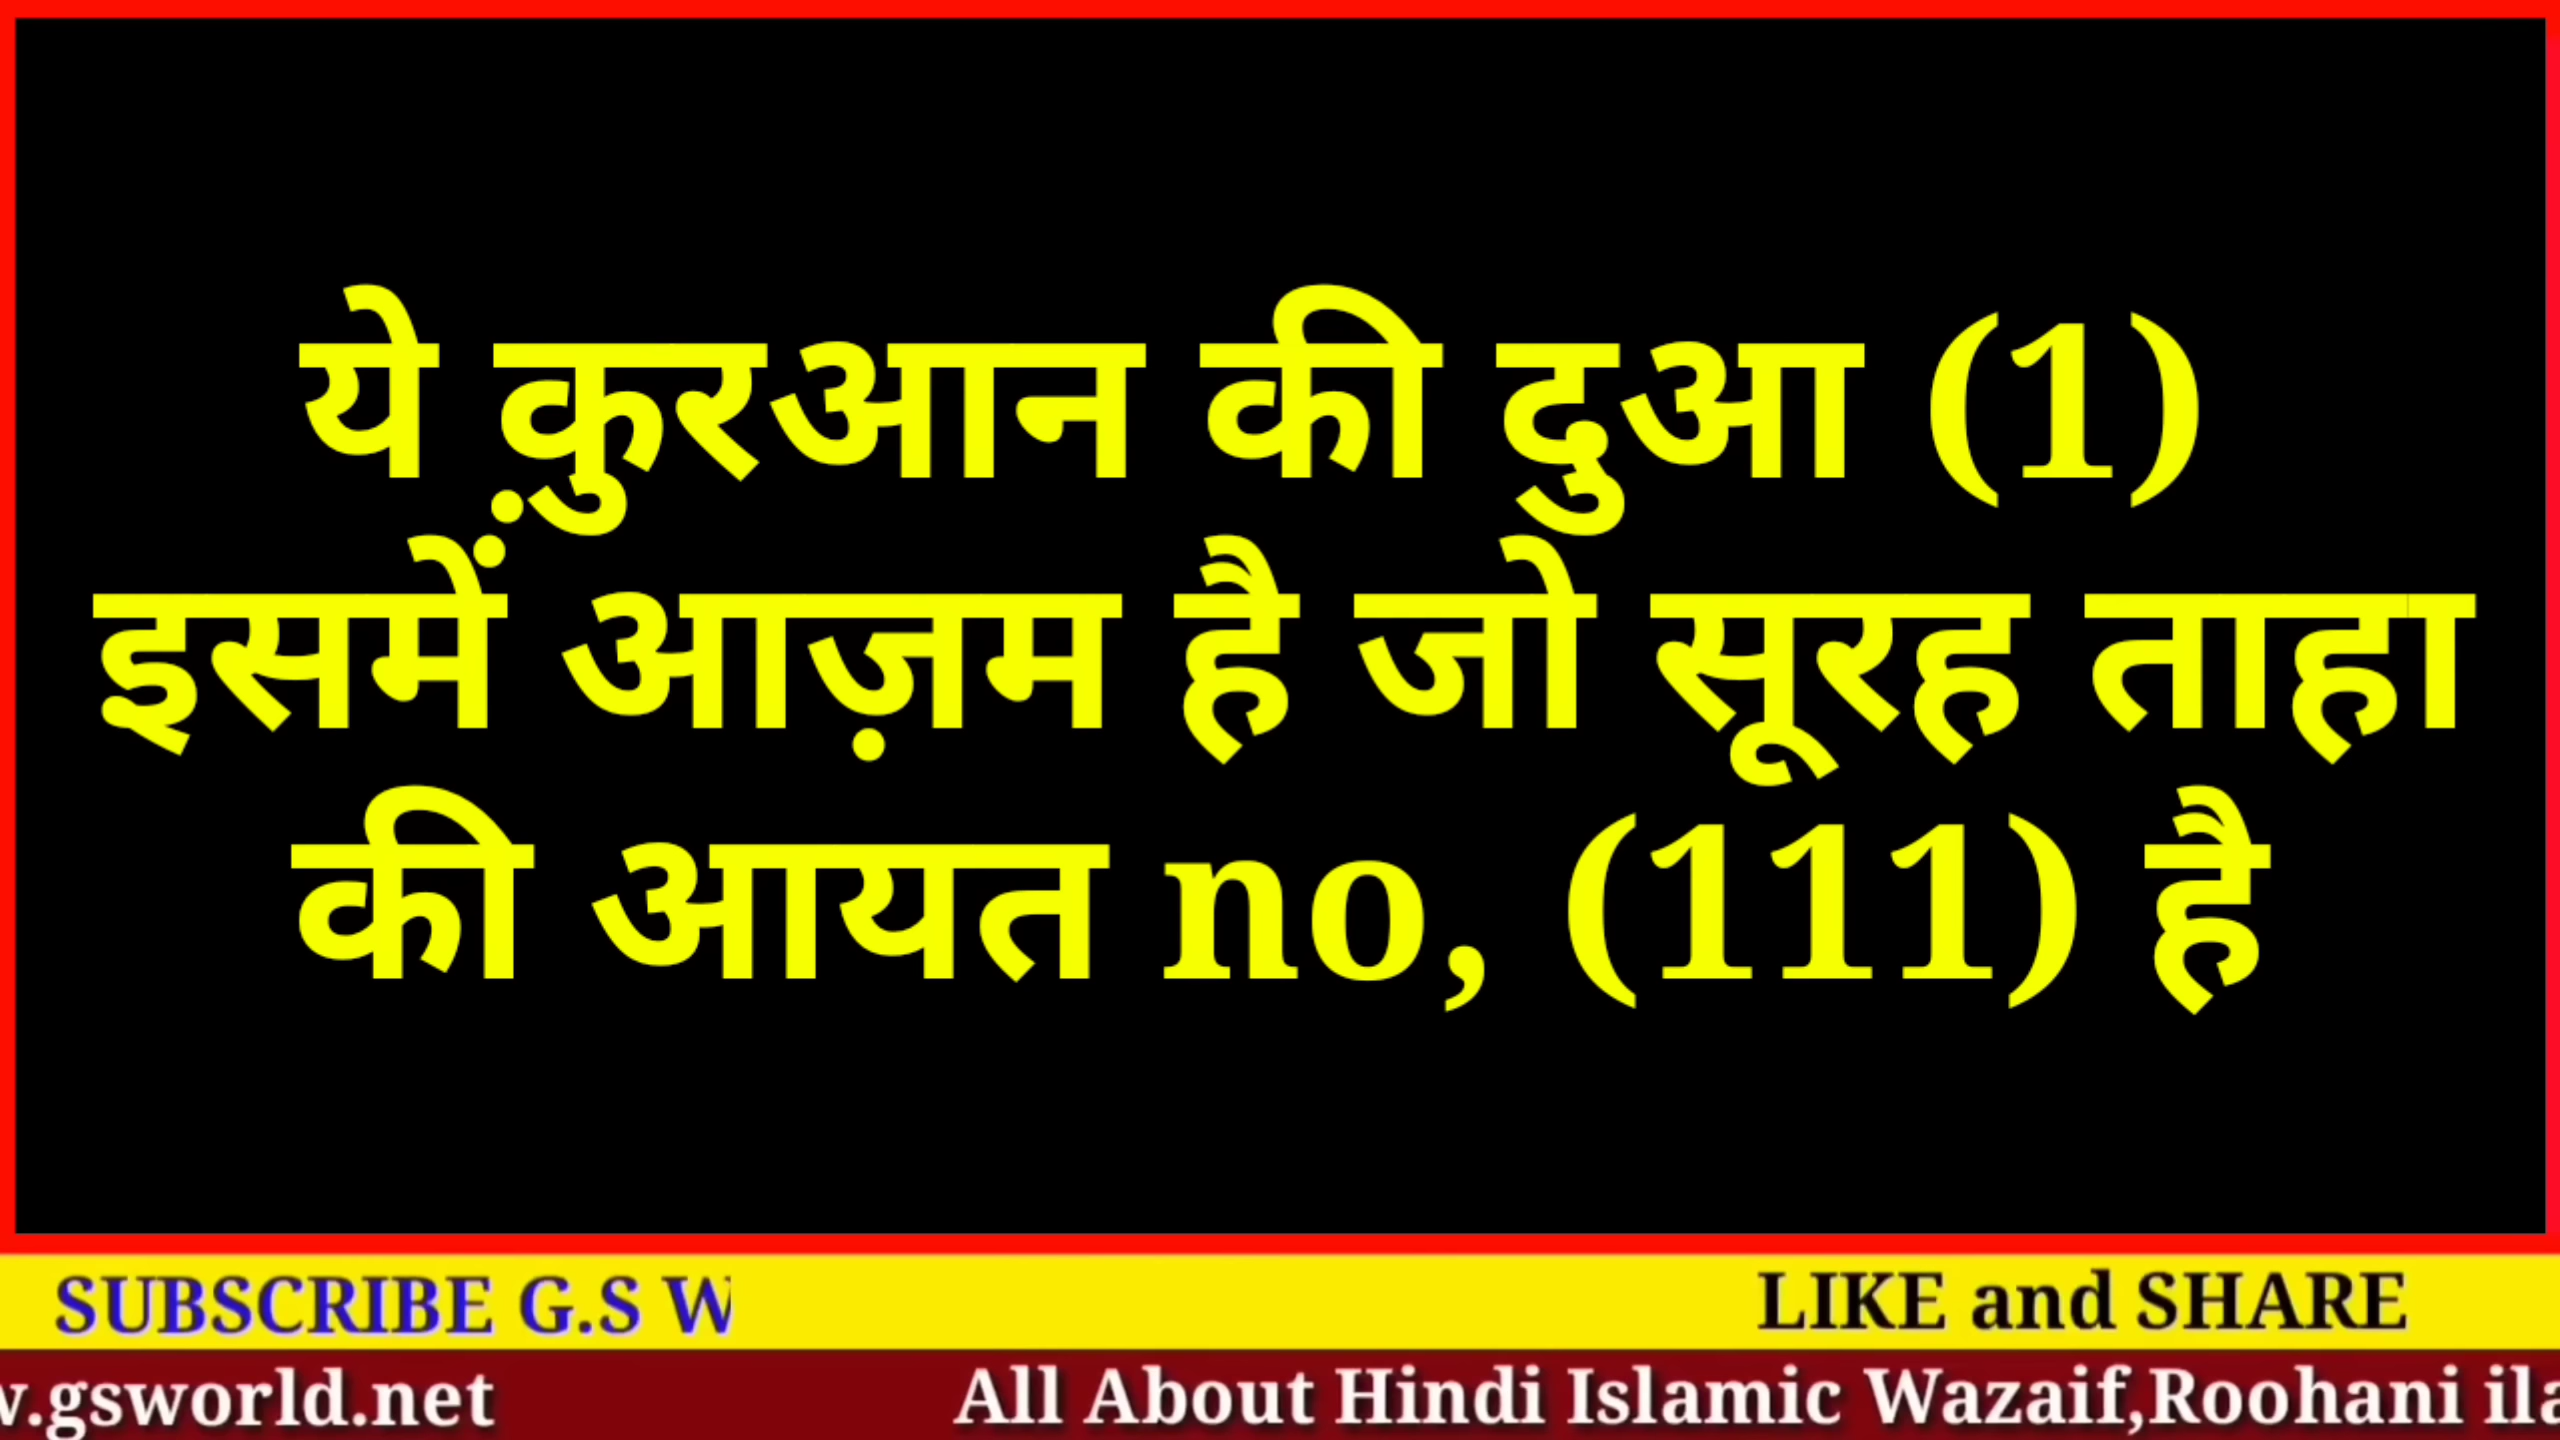 ये क़ुरआन की दुआ (1)
इसमें आज़म है जो सूरह ताहा
की आयत no, (111) है
SUBSCRIBE G.S W
LIKE and SHARE
.gsworld.net
All About Hindi Islamic Wazaif,Roohani